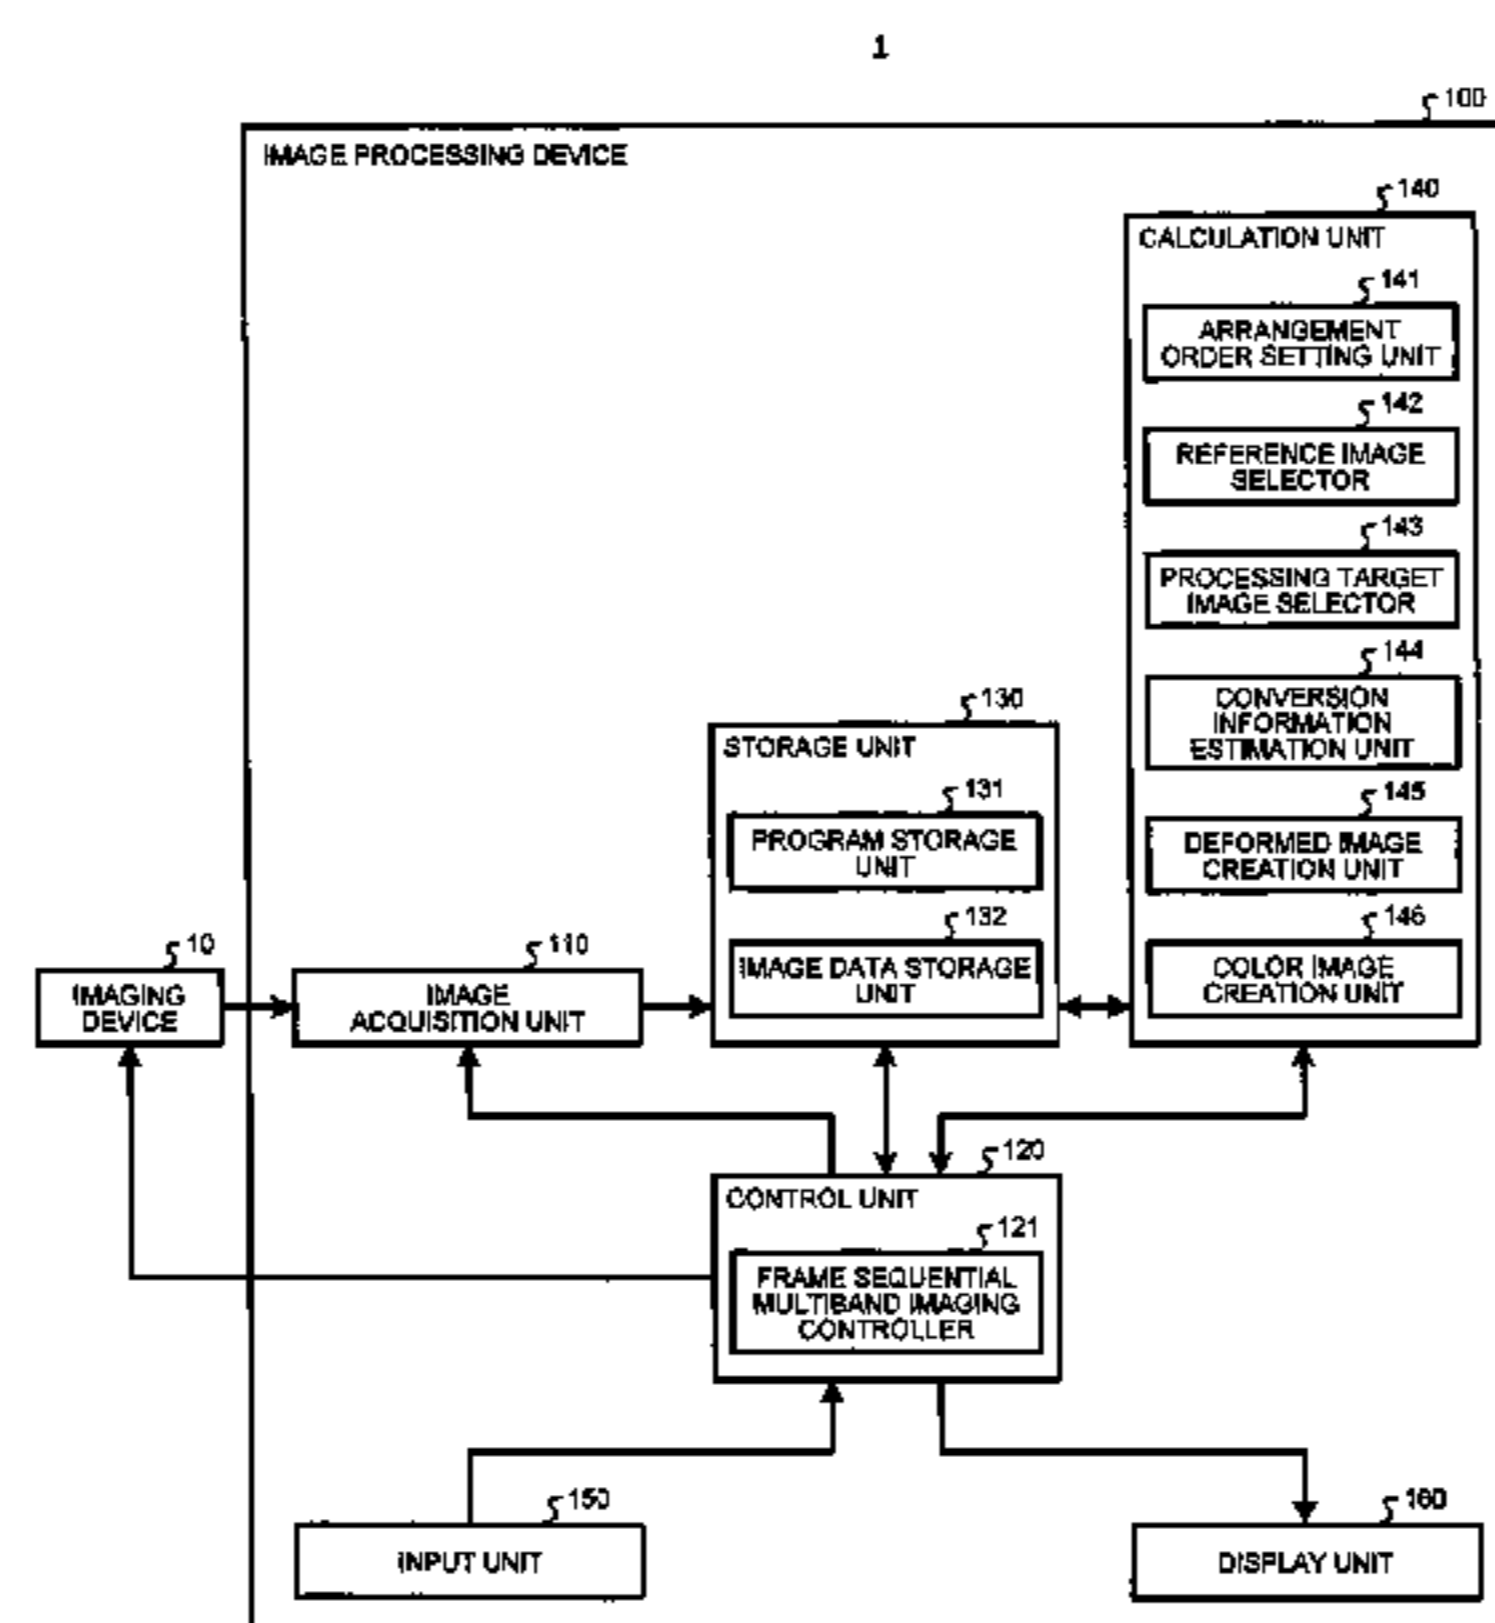 1
100
IMAGE PROCESSING DEVICE
140
CALCULATION UNIT
141
ARRANGEMENT
ORDER SETTING UNIT
142
REFERENCE IMAGE
SELECTOR
143
PROCESSING TARGET
IMAGE SELECTOR
144
CONVERSION
INFORMATION
ESTIMATION UNIT
130
STORAGE UNIT
131
PROGRAM STORAGE
UNIT
145
DEFORMED IMAGE
CREATION UNIT
132
IMAGE DATA STORAGE
UNIT
146
COLOR IMAGE
CREATION UNIT
10
IMAGING
DEVICE
110
IMAGE
ACQUISITION UNIT
120
CONTROL UNIT
121
FRAME SEQUENTIAL
MULTIBAND IMAGING
CONTROLLER
150
INPUT UNIT
160
DISPLAY UNIT